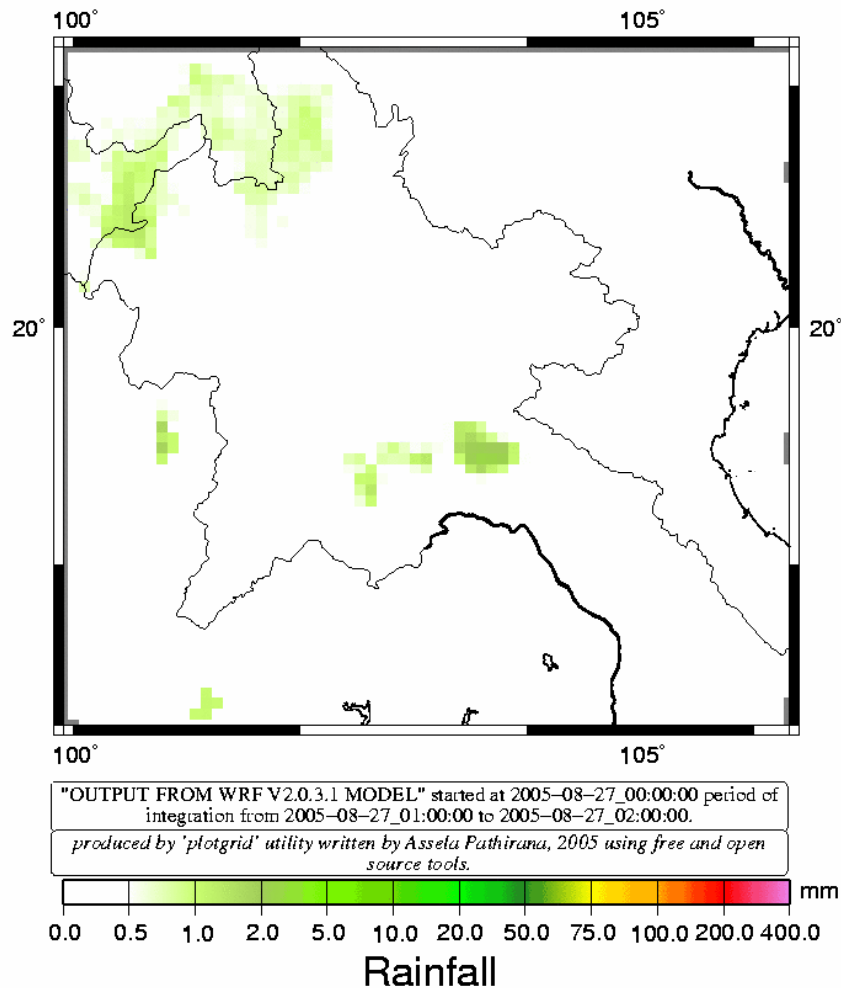 100° 105°
20° 20°
100° 105°
"OUTPUT FROM WRF V2.0.3.1 MODEL" started at 2005–08–27_00:00:00 period of
integration from 2005–08–27_01:00:00 to 2005–08–27_02:00:00.
produced by 'plotgrid' utility written by Assela Pathirana, 2005 using free and open
source tools.
mm
0.0 0.5 1.0 2.0 5.0 10.0 20.0 50.0 75.0 100.0 200.0 400.0
Rainfall